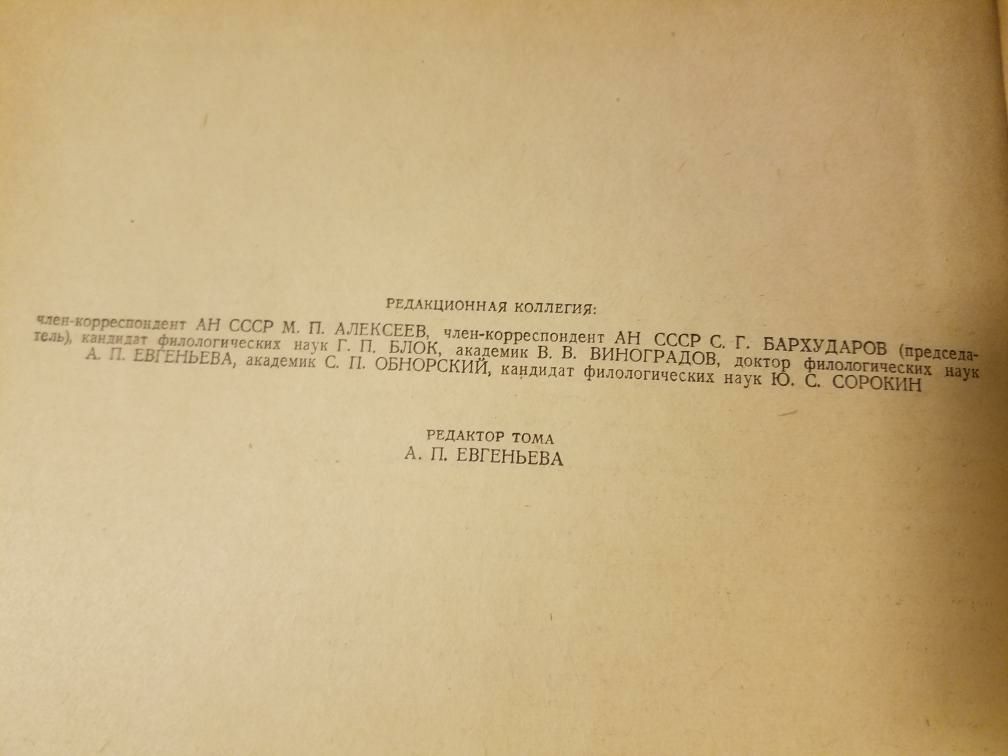 РЕДАКЦИОННАЯ КОЛЛЕГИЯ:
член-корреспондент АН СССР М. П. АЛЕКСЕЕВ, член-корреспондент АН СССР С. Г. БАРХУДАРОВ (председа-
тель), кандидат филологических наук Г. П. БЛОК, академик В. В. ВИНОГРАДОВ, доктор филологических наук
А. П. ЕВГЕНЬЕВА, академик С. П. ОБНОРСКИЙ, кандидат филологических наук Ю. С. СОРОКИН
РЕДАКТОР ТОМА
А. П. ЕВГЕНЬЕВА